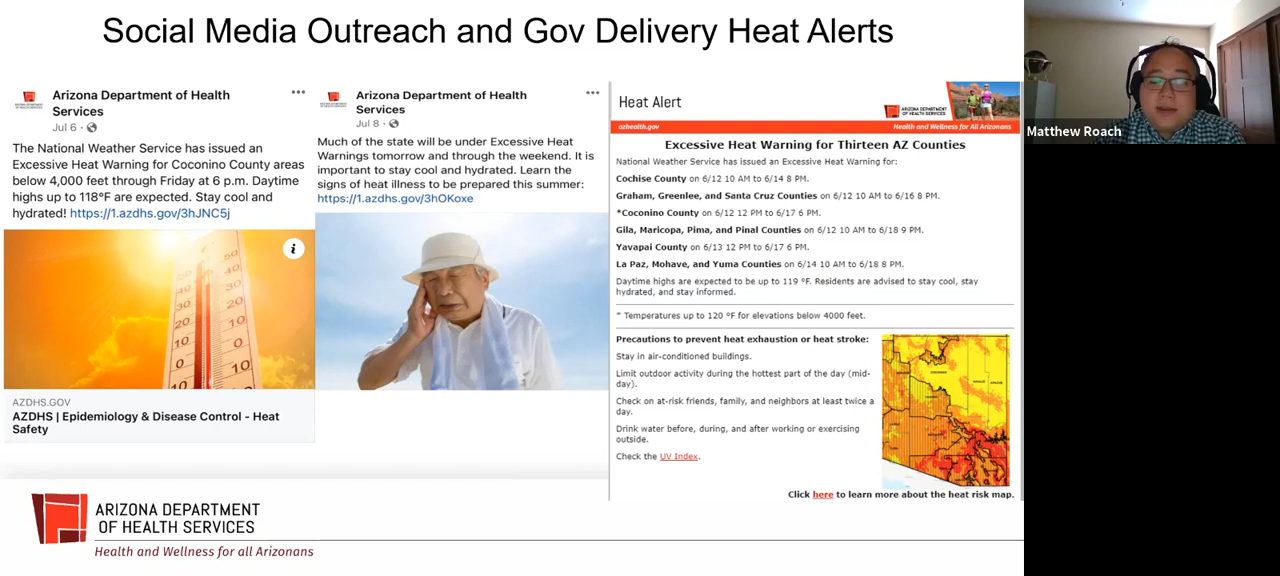 Social Media Outreach and Gov Delivery Heat Alerts
Arizona Department of Health
Services
Jul 6 ·
The National Weather Service has issued an
Excessive Heat Warning for Coconino County areas
below 4,000 feet through Friday at 6 p.m. Daytime
highs up to 118°F are expected. Stay cool and
hydrated! https://1.azdhs.gov/3hJNC5j
AZDHS.GOV
AZDHS | Epidemiology & Disease Control - Heat
Safety
Arizona Department of Health
Services
Jul 8 ·
Much of the state will be under Excessive Heat
Warnings tomorrow and through the weekend. It is
important to stay cool and hydrated. Learn the
signs of heat illness to be prepared this summer:
https://1.azdhs.gov/3hOKoxe
Heat Alert
ARIZONA DEPARTMENT
OF HEALTH SERVICES
azhealth.gov
Health and Wellness for All Arizonans
Excessive Heat Warning for Thirteen AZ Counties
National Weather Service has issued an Excessive Heat Warning for:
Cochise County on 6/12 10 AM to 6/14 8 PM.
Graham, Greenlee, and Santa Cruz Counties on 6/12 10 AM to 6/16 8 PM.
*Coconino County on 6/12 12 PM to 6/17 6 PM.
Gila, Maricopa, Pima, and Pinal Counties on 6/12 10 AM to 6/18 9 PM.
Yavapai County on 6/13 12 PM to 6/17 6 PM.
La Paz, Mohave, and Yuma Counties on 6/14 10 AM to 6/18 8 PM.
Daytime highs are expected to be up to 119 ºF. Residents are advised to stay cool, stay
hydrated, and stay informed.
* Temperatures up to 120 ºF for elevations below 4000 feet.
Precautions to prevent heat exhaustion or heat stroke:
Stay in air-conditioned buildings.
Limit outdoor activity during the hottest part of the day (mid-
day).
Check on at-risk friends, family, and neighbors at least twice a
day.
Drink water before, during, and after working or exercising
outside.
Check the UV Index.
Click here to learn more about the heat risk map.
ARIZONA DEPARTMENT
OF HEALTH SERVICES
Health and Wellness for all Arizonans
Matthew Roach